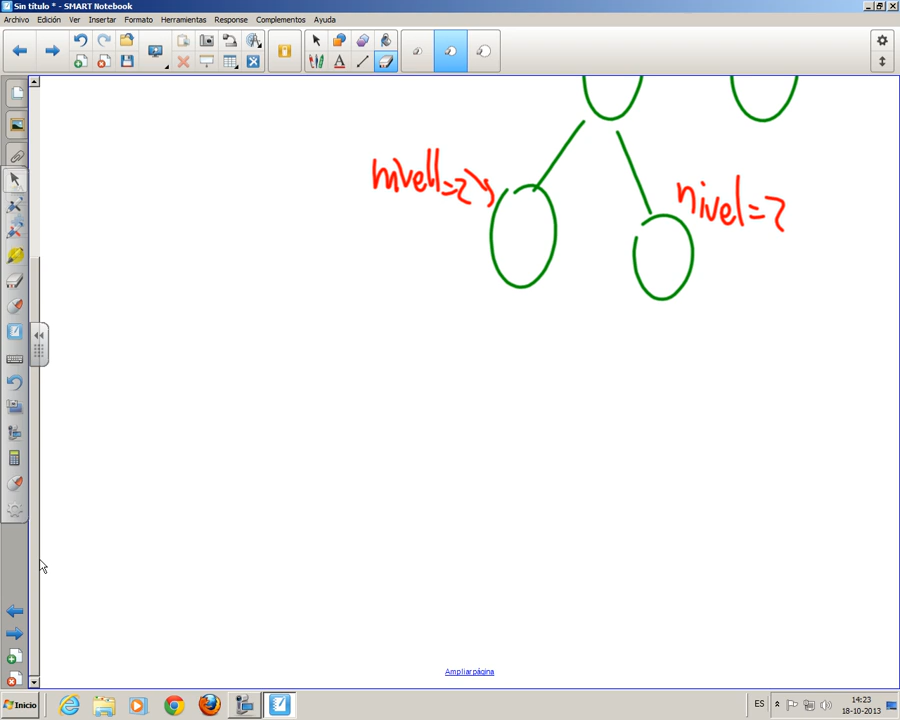 Sin título * - SMART Notebook
Archivo Edición Ver Insertar Formato Herramientas Response Complementos Ayuda
nivel=2
nivel=2
Ampliar página
Inicio
ES
14:23
18-10-2013